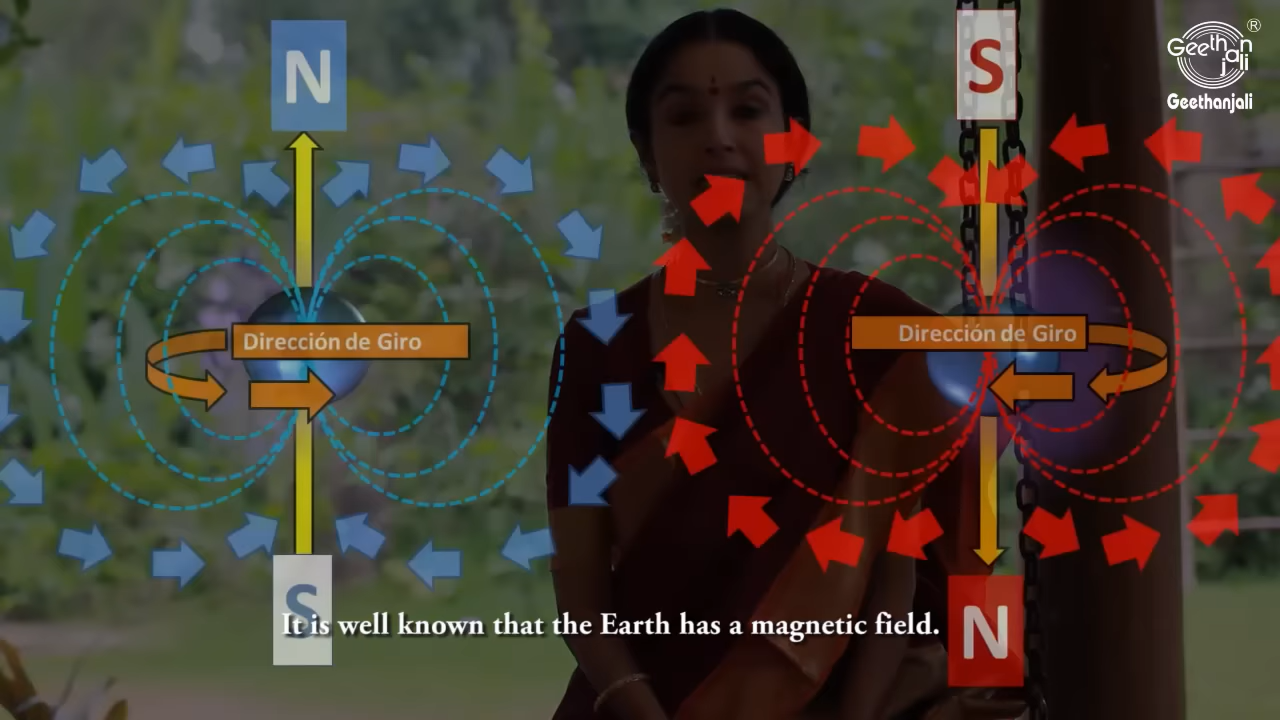 N
S
Geethanjali®
Geethanjali
Dirección de Giro
Dirección de Giro
S
It is well known that the Earth has a magnetic field.
N